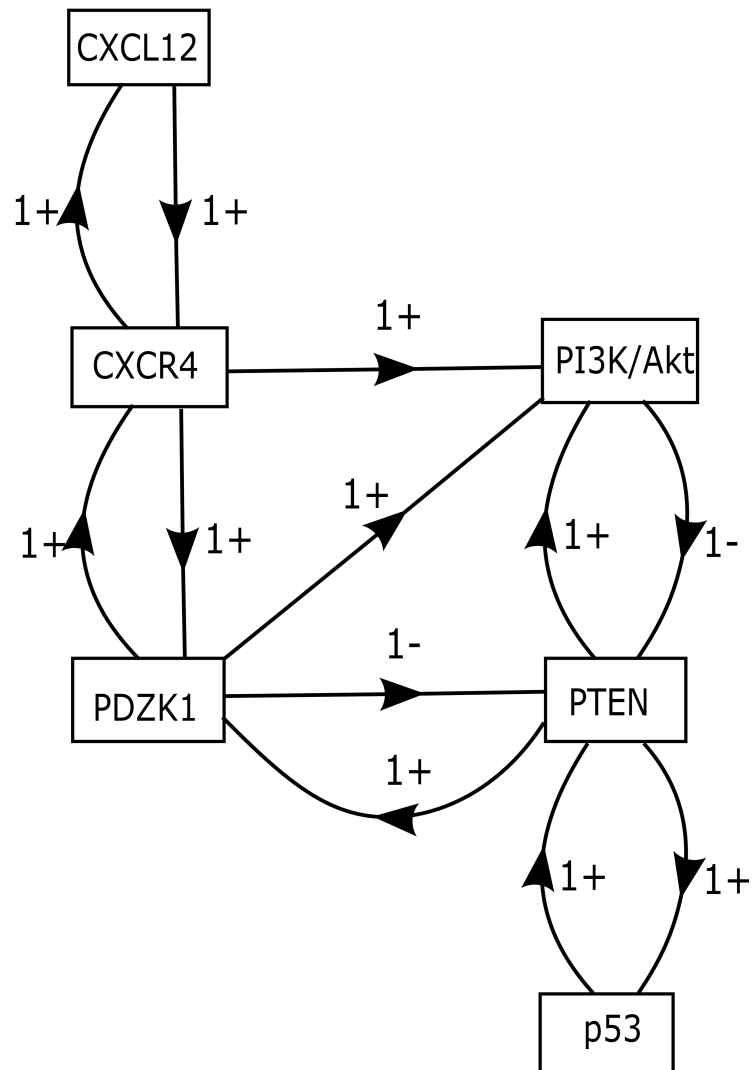 CXCL12
1+
1+
1+
CXCR4
PI3K/Akt
1+
1+
1+
1+
1-
1-
PDZK1
PTEN
1+
1+
1+
p53